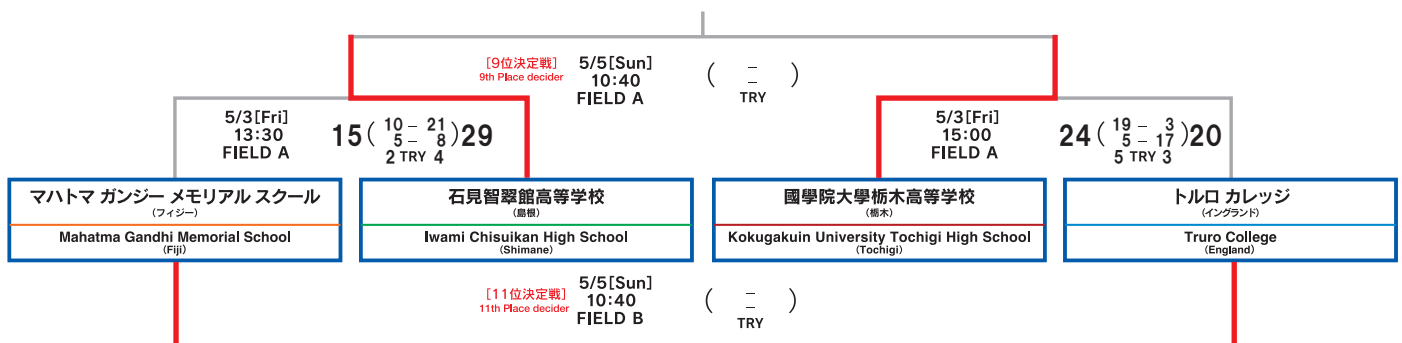 [9位決定戦]
9th Place decider
5/5[Sun]
10:40
FIELD A
( –
– )
TRY
5/3[Fri]
13:30
FIELD A
15( 10 – 21
5 – 8 )29
2 TRY 4
5/3[Fri]
15:00
FIELD A
24( 19 – 3
5 – 17 )20
5 TRY 3
マハトマ ガンジー メモリアル スクール
(フィジー)
Mahatma Gandhi Memorial School
(Fiji)
石見智翠館高等学校
(島根)
Iwami Chisuikan High School
(Shimane)
國學院大學栃木高等学校
(栃木)
Kokugakuin University Tochigi High School
(Tochigi)
トルロ カレッジ
(イングランド)
Truro College
(England)
[11位決定戦]
11th Place decider
5/5[Sun]
10:40
FIELD B
( –
– )
TRY